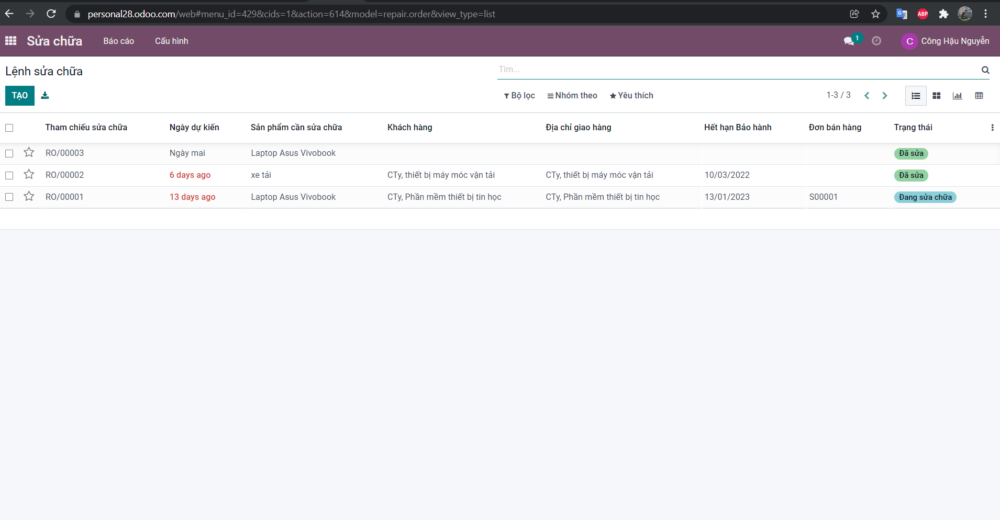 personal28.odoo.com/web#menu_id=429&cids=1&action=614&model=repair.order&view_type=list
ABP
Sửa chữa Báo cáo Cấu hình 1 C Công Hậu Nguyễn
Lệnh sửa chữa
Tìm...
TẠO
Bộ lọc Nhóm theo Yêu thích 1-3 / 3
Tham chiếu sửa chữa Ngày dự kiến Sản phẩm cần sửa chữa Khách hàng Địa chỉ giao hàng Hết hạn Bảo hành Đơn bán hàng Trạng thái
RO/00003 Ngày mai Laptop Asus Vivobook Đã sửa
RO/00002 6 days ago xe tải CTy, thiết bị máy móc vận tải CTy, thiết bị máy móc vận tải 10/03/2022 Đã sửa
RO/00001 13 days ago Laptop Asus Vivobook CTy, Phần mềm thiết bị tin học CTy, Phần mềm thiết bị tin học 13/01/2023 S00001 Đang sửa chữa